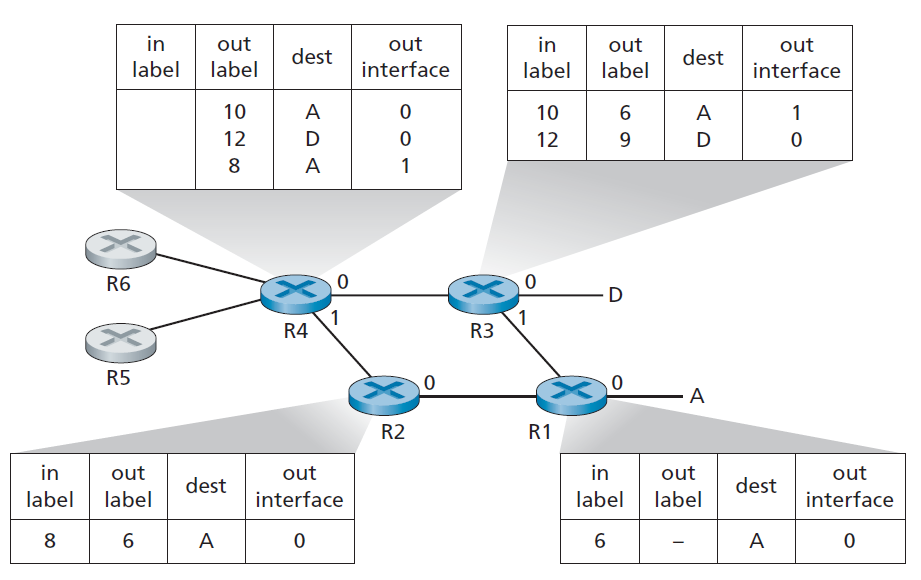 in label out label dest out interface
10 A 0
12 D 0
8 A 1
in label out label dest out interface
10 6 A 1
12 9 D 0
R6
0
0
D
R4
1
R3
1
R5
0
0
A
R2
R1
in label out label dest out interface
8 6 A 0
in label out label dest out interface
6 – A 0